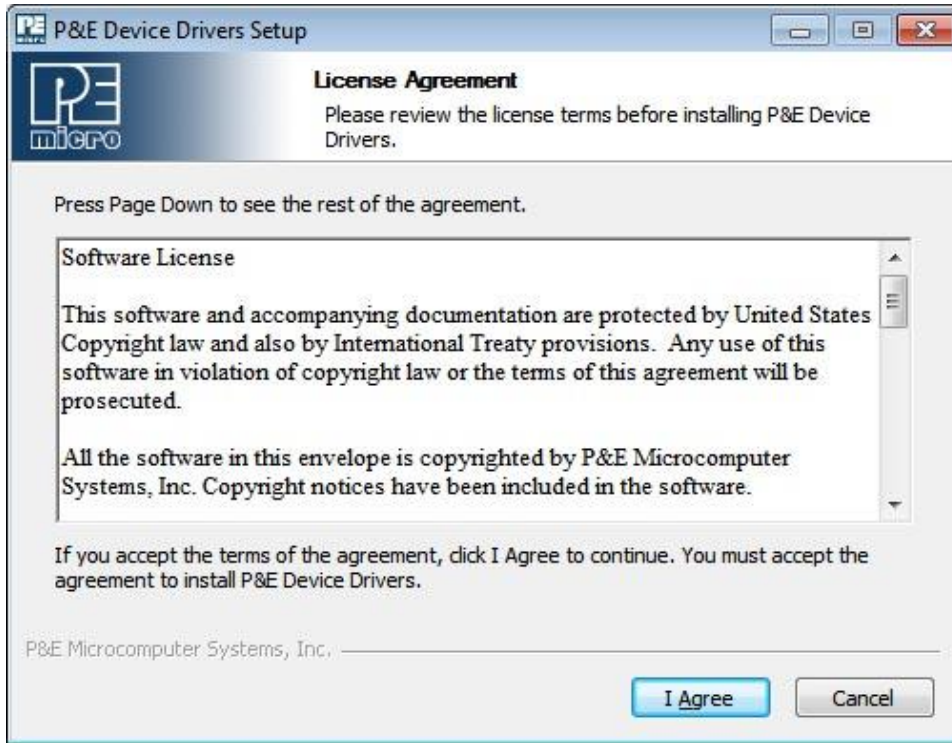 PE micro
P&E Device Drivers Setup
PE
micro
License Agreement
Please review the license terms before installing P&E Device
Drivers.
Press Page Down to see the rest of the agreement.
Software License
This software and accompanying documentation are protected by United States
Copyright law and also by International Treaty provisions.  Any use of this
software in violation of copyright law or the terms of this agreement will be
prosecuted.
All the software in this envelope is copyrighted by P&E Microcomputer
Systems, Inc. Copyright notices have been included in the software.
If you accept the terms of the agreement, click I Agree to continue. You must accept the
agreement to install P&E Device Drivers.
P&E Microcomputer Systems, Inc.
I Agree
Cancel